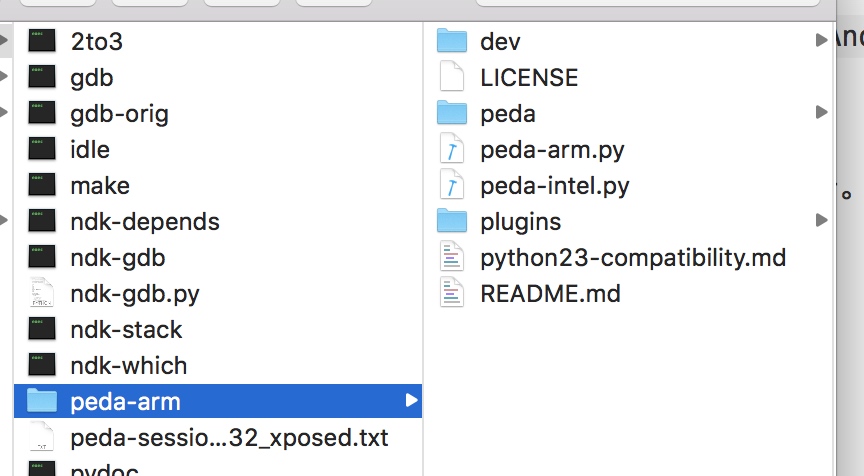 2to3
gdb
gdb-orig
idle
make
ndk-depends
ndk-gdb
ndk-gdb.py
ndk-stack
ndk-which
peda-arm
peda-sessio...32_xposed.txt
pydoc
dev
LICENSE
peda
peda-arm.py
peda-intel.py
plugins
python23-compatibility.md
README.md
And
。